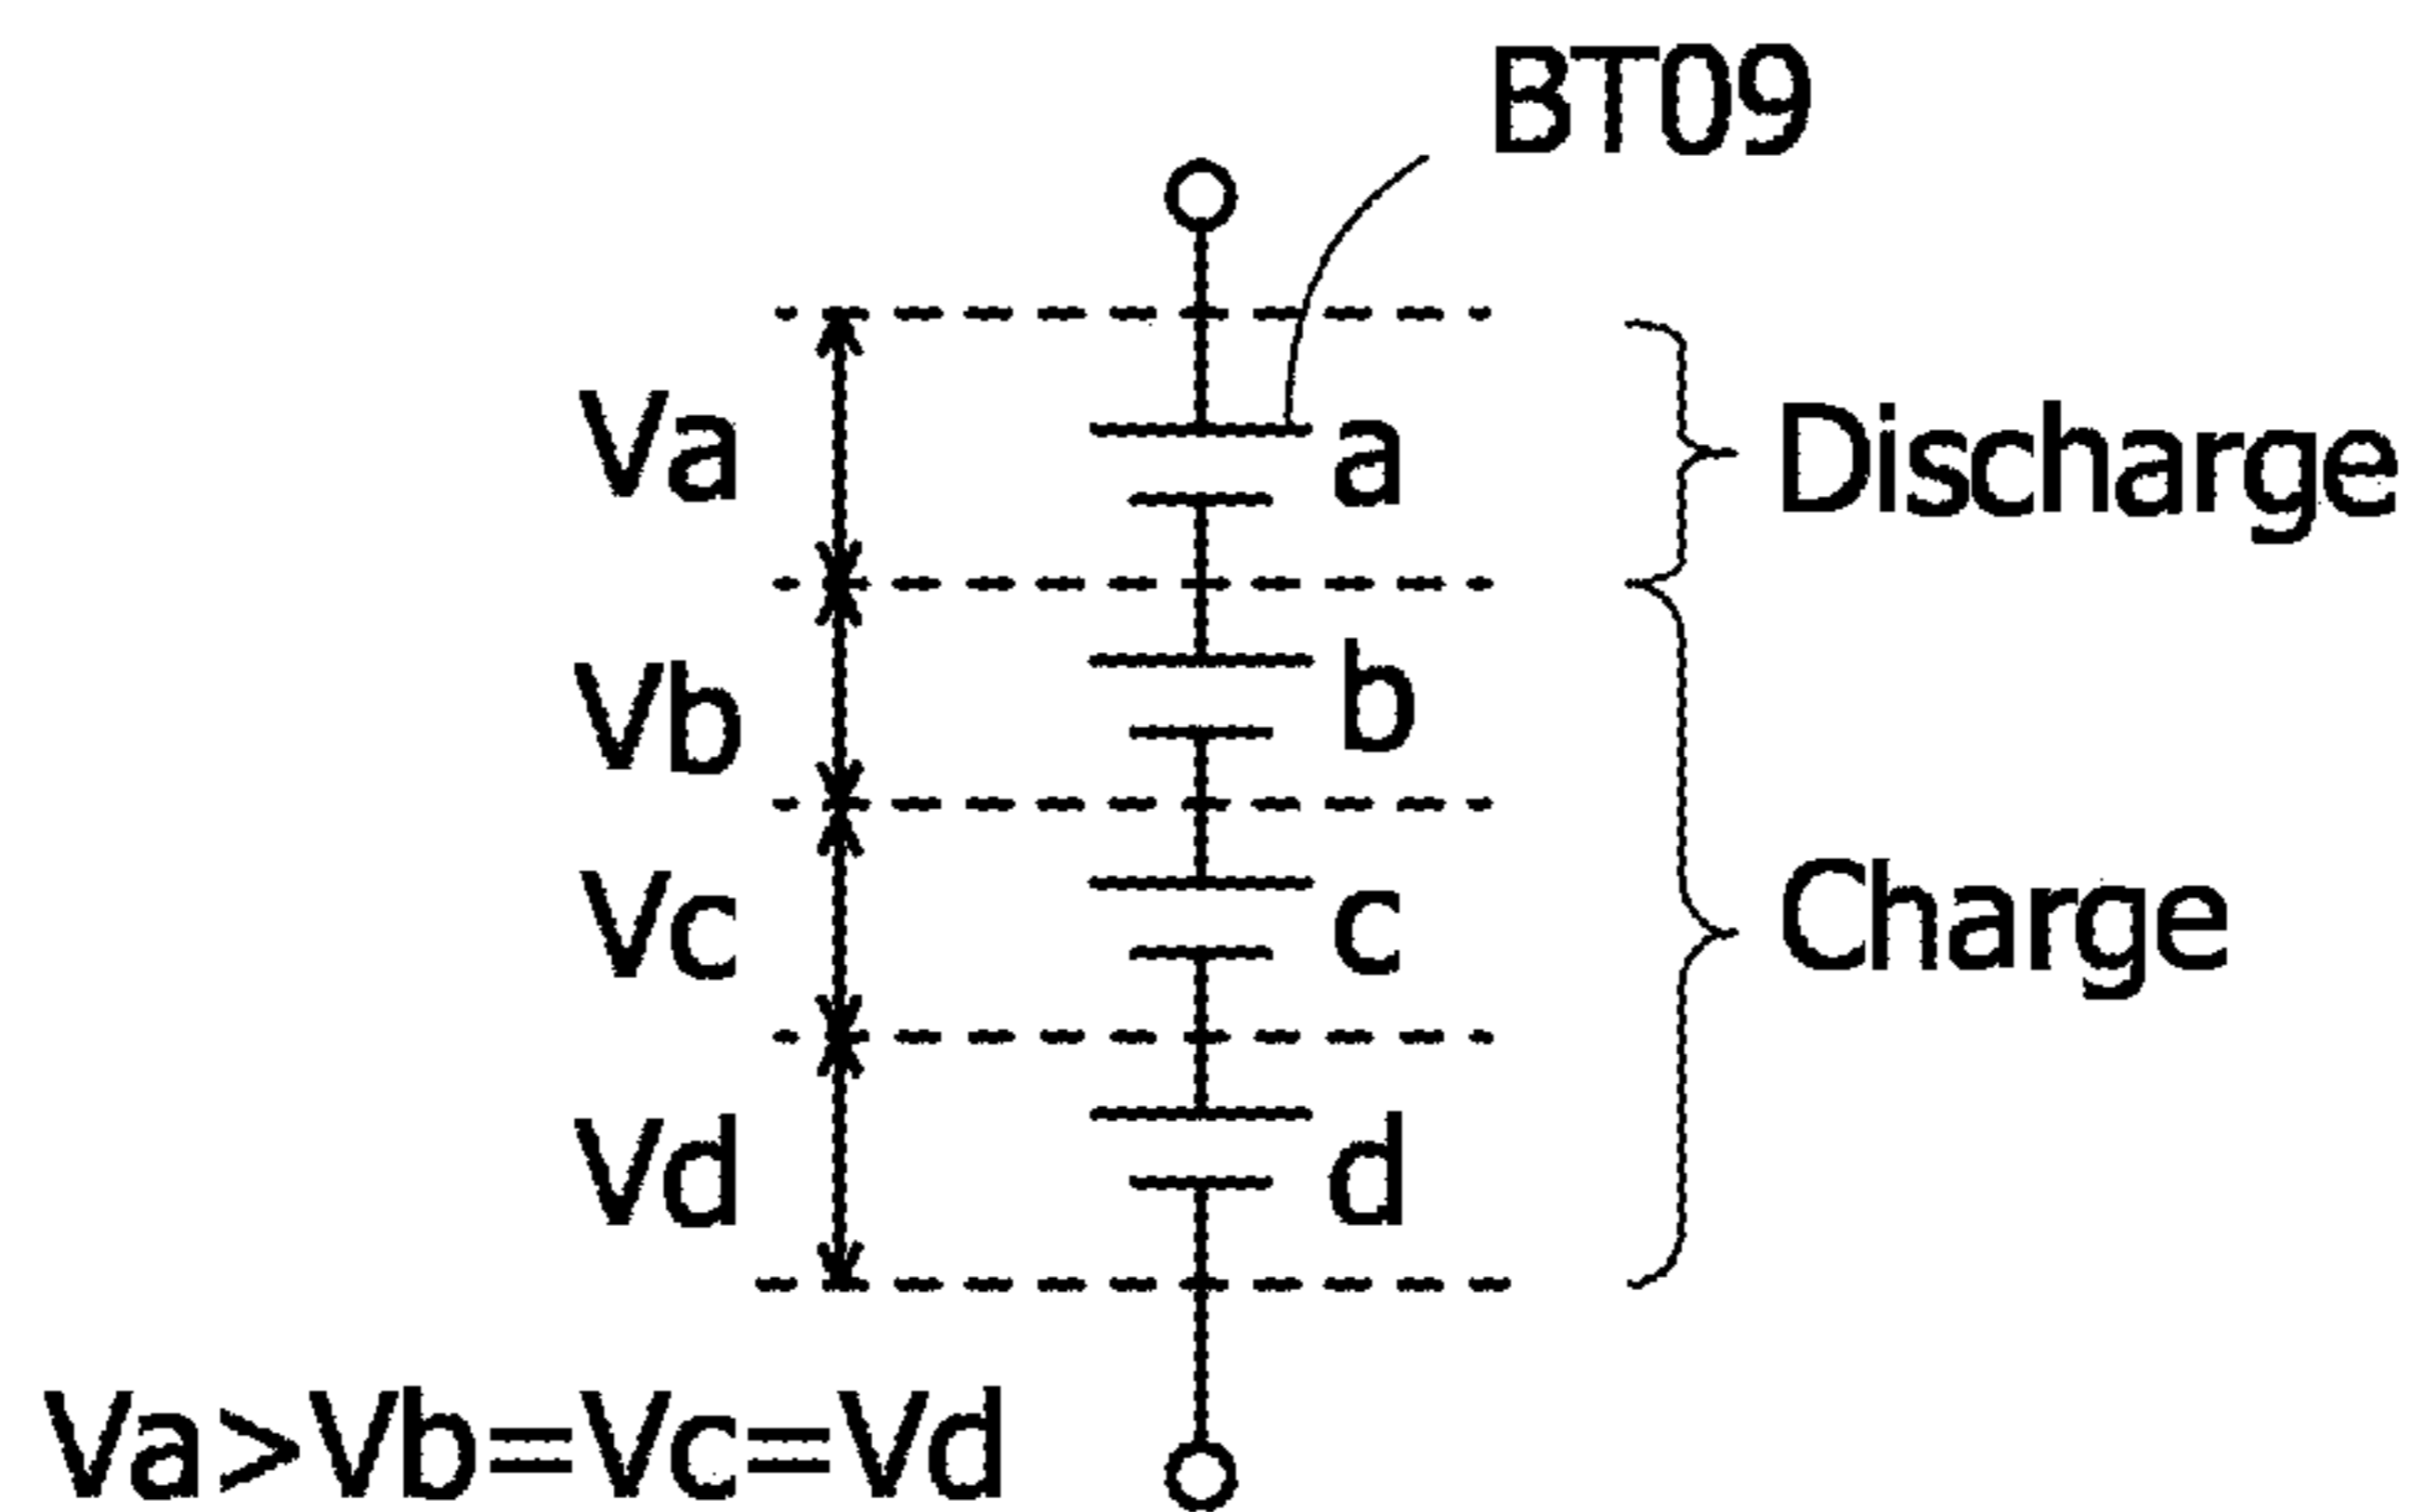 BT09
Va
a
Discharge
Vb
b
Vc
c
Charge
Vd
d
Va>Vb=Vc=Vd